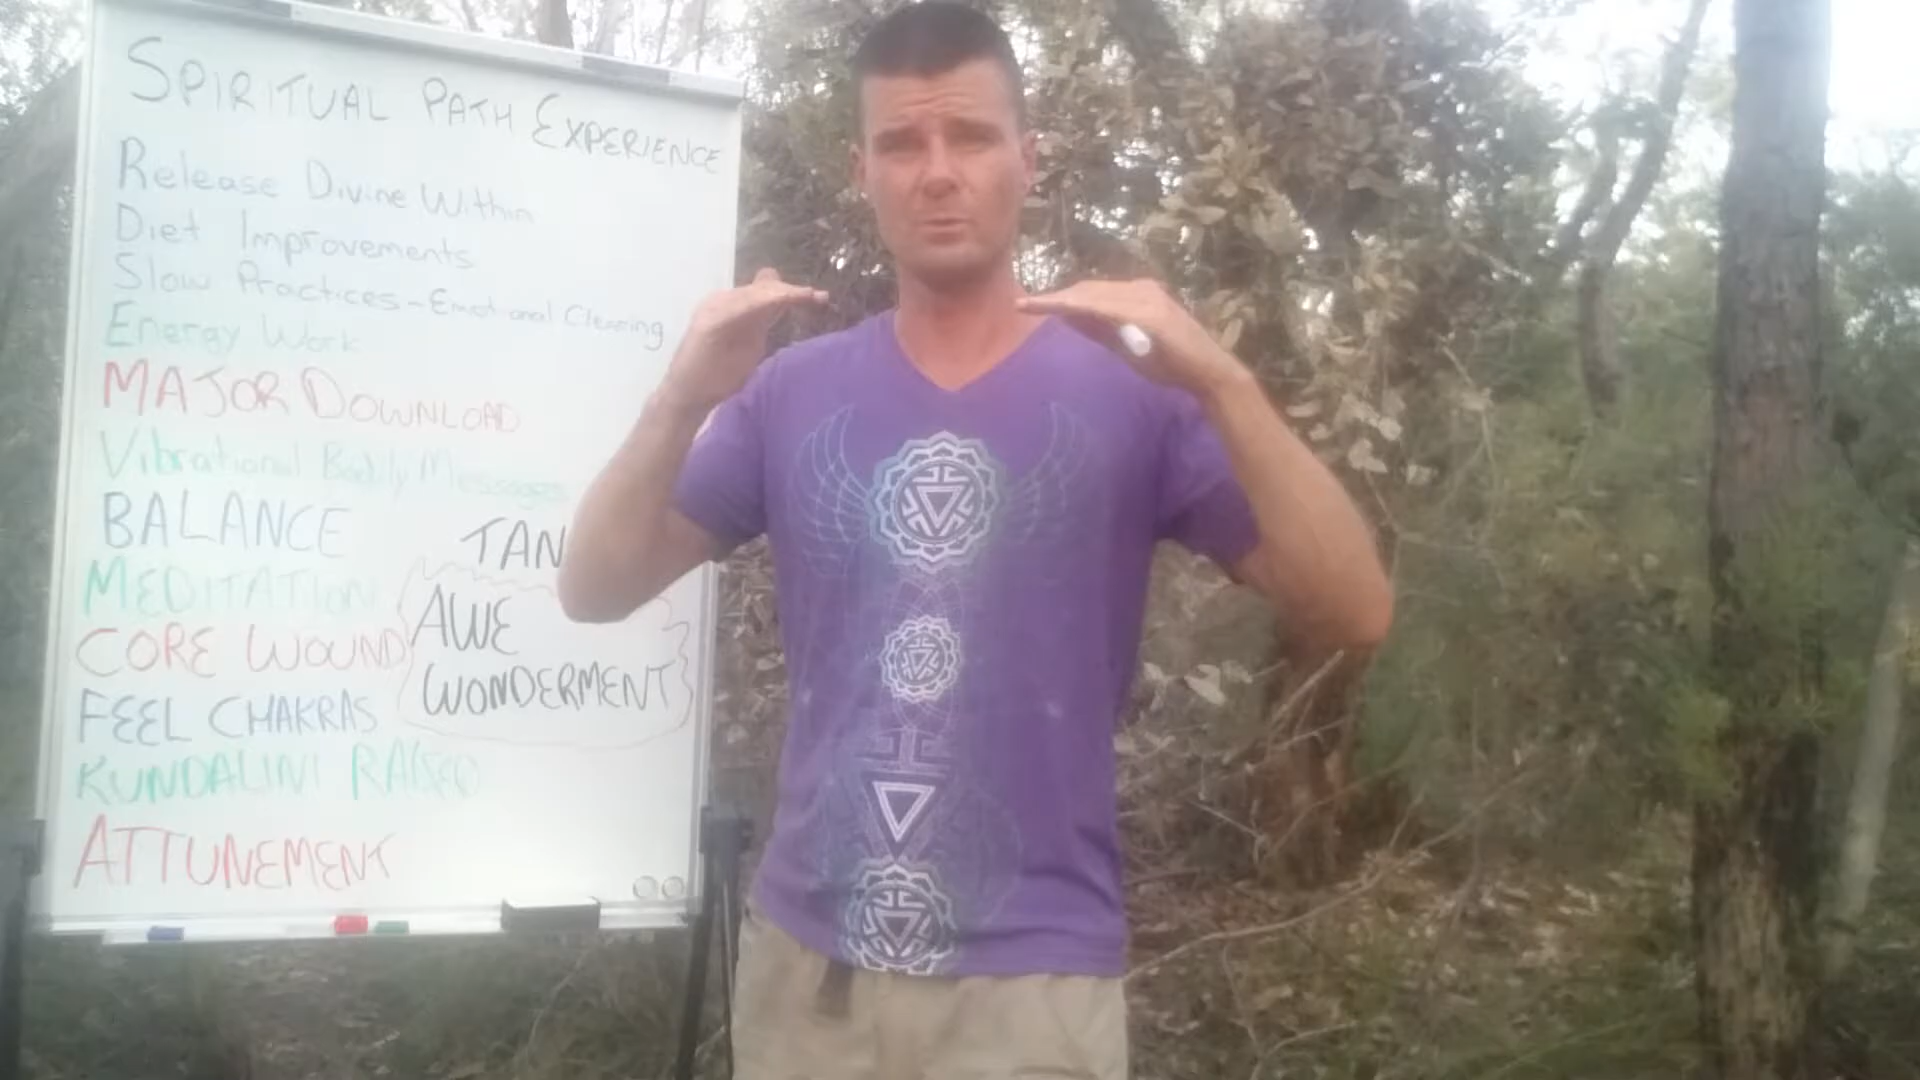 SPIRITUAL PATH EXPERIENCE
Release Divine Within
Diet Improvements
Slow Practices - Emotional Clearing
Energy Work
MAJOR DOWNLOAD
Vibrational Bodily Messages
BALANCE
TAN
MEDITATION
AWE
CORE WOUND
WONDERMENT
FEEL CHAKRAS
KUNDALINI RAISED
ATTUNEMENT